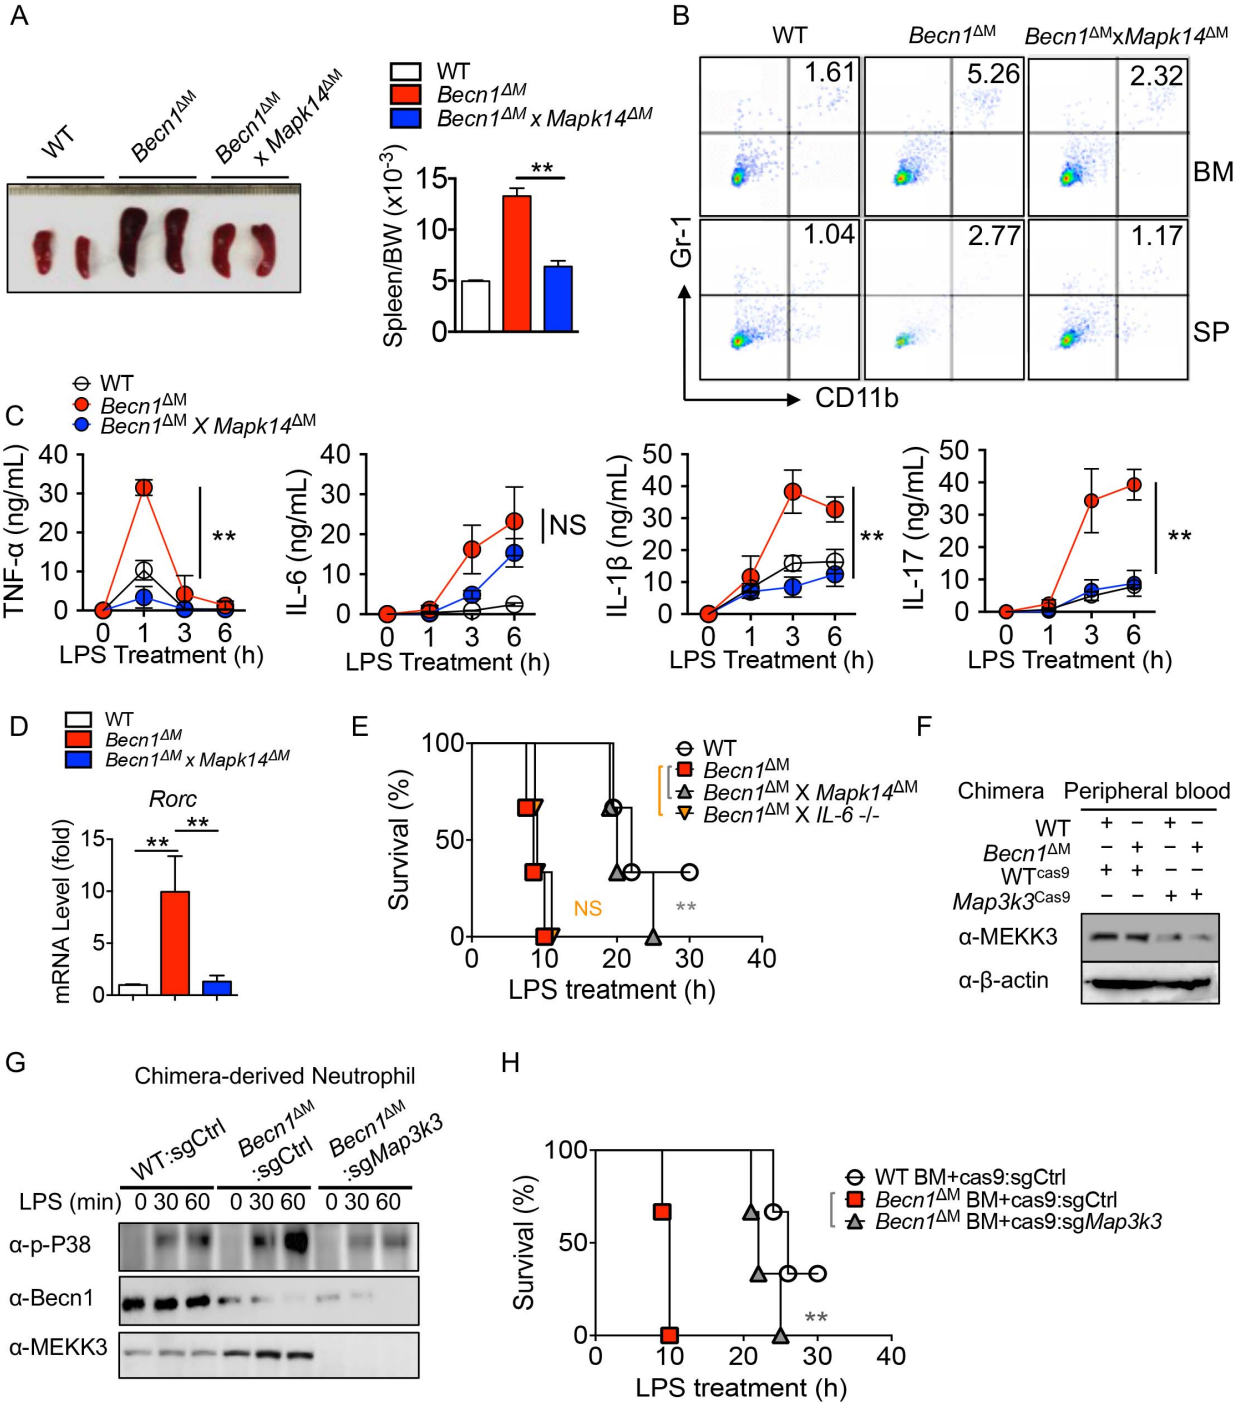 A
WT
Becn1ΔM
Becn1ΔM
x Mapk14ΔM
WT
Becn1ΔM
Becn1ΔM x Mapk14ΔM
Spleen/BW (x10-3)
15
10
5
0
**
B
WT
Becn1ΔM
Becn1ΔMxMapk14ΔM
1.61
5.26
2.32
BM
1.04
2.77
1.17
SP
Gr-1
CD11b
C
WT
Becn1ΔM
Becn1ΔM X Mapk14ΔM
TNF-α (ng/mL)
40
30
20
10
0
**
0 1 3 6
LPS Treatment (h)
IL-6 (ng/mL)
40
30
20
10
0
NS
0 1 3 6
LPS Treatment (h)
IL-1β (ng/mL)
50
40
30
20
10
0
**
0 1 3 6
LPS Treatment (h)
IL-17 (ng/mL)
50
40
30
20
10
0
**
0 1 3 6
LPS Treatment (h)
D
WT
Becn1ΔM
Becn1ΔM x Mapk14ΔM
Rorc
mRNA Level (fold)
15
10
5
0
** **
E
Survival (%)
100
50
0
0 10 20 30 40
LPS treatment (h)
NS
**
WT
Becn1ΔM
Becn1ΔM X Mapk14ΔM
Becn1ΔM X IL-6 -/-
F
Chimera Peripheral blood
WT + − + −
Becn1ΔM − + − +
WTcas9 + + − −
Map3k3Cas9 − − + +
α-MEKK3
α-β-actin
G
Chimera-derived Neutrophil
WT:sgCtrl
Becn1ΔM
:sgCtrl
Becn1ΔM
:sgMap3k3
LPS (min) 0 30 60 0 30 60 0 30 60
α-p-P38
α-Becn1
α-MEKK3
H
Survival (%)
100
50
0
0 10 20 30 40
LPS treatment (h)
**
WT BM+cas9:sgCtrl
Becn1ΔM BM+cas9:sgCtrl
Becn1ΔM BM+cas9:sgMap3k3